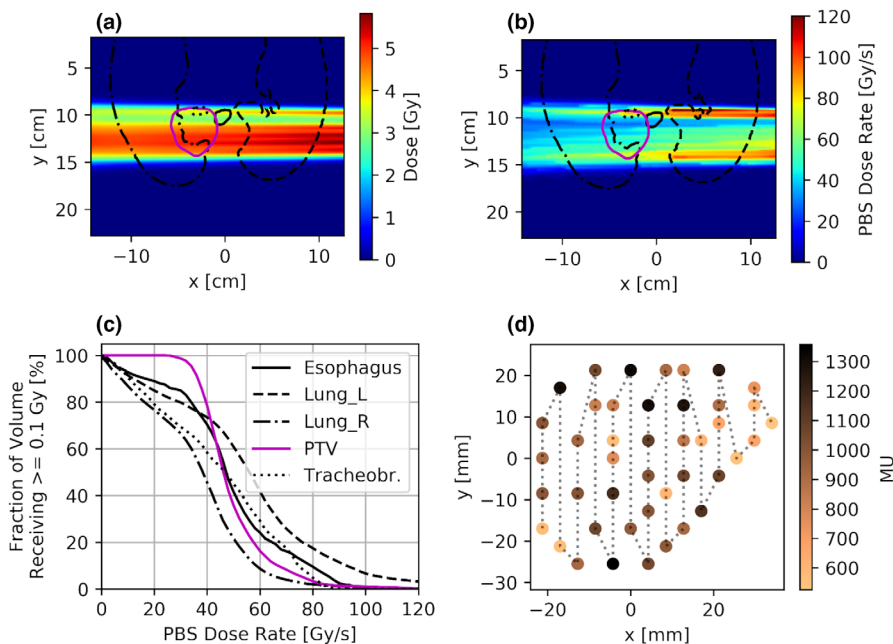 (a)
5
10
15
20
y [cm]
−10
0
10
x [cm]
5
4
3
2
1
0
Dose [Gy]
(b)
5
10
15
20
y [cm]
−10
0
10
x [cm]
120
100
80
60
40
20
0
PBS Dose Rate [Gy/s]
(c)
100
80
60
40
20
0
Fraction of Volume
Receiving >= 0.1 Gy [%]
0
20
40
60
80
100
120
PBS Dose Rate [Gy/s]
Esophagus
Lung_L
Lung_R
PTV
Tracheobr.
(d)
20
10
0
−10
−20
−30
y [mm]
−20
0
20
x [mm]
1300
1200
1100
1000
900
800
700
600
MU